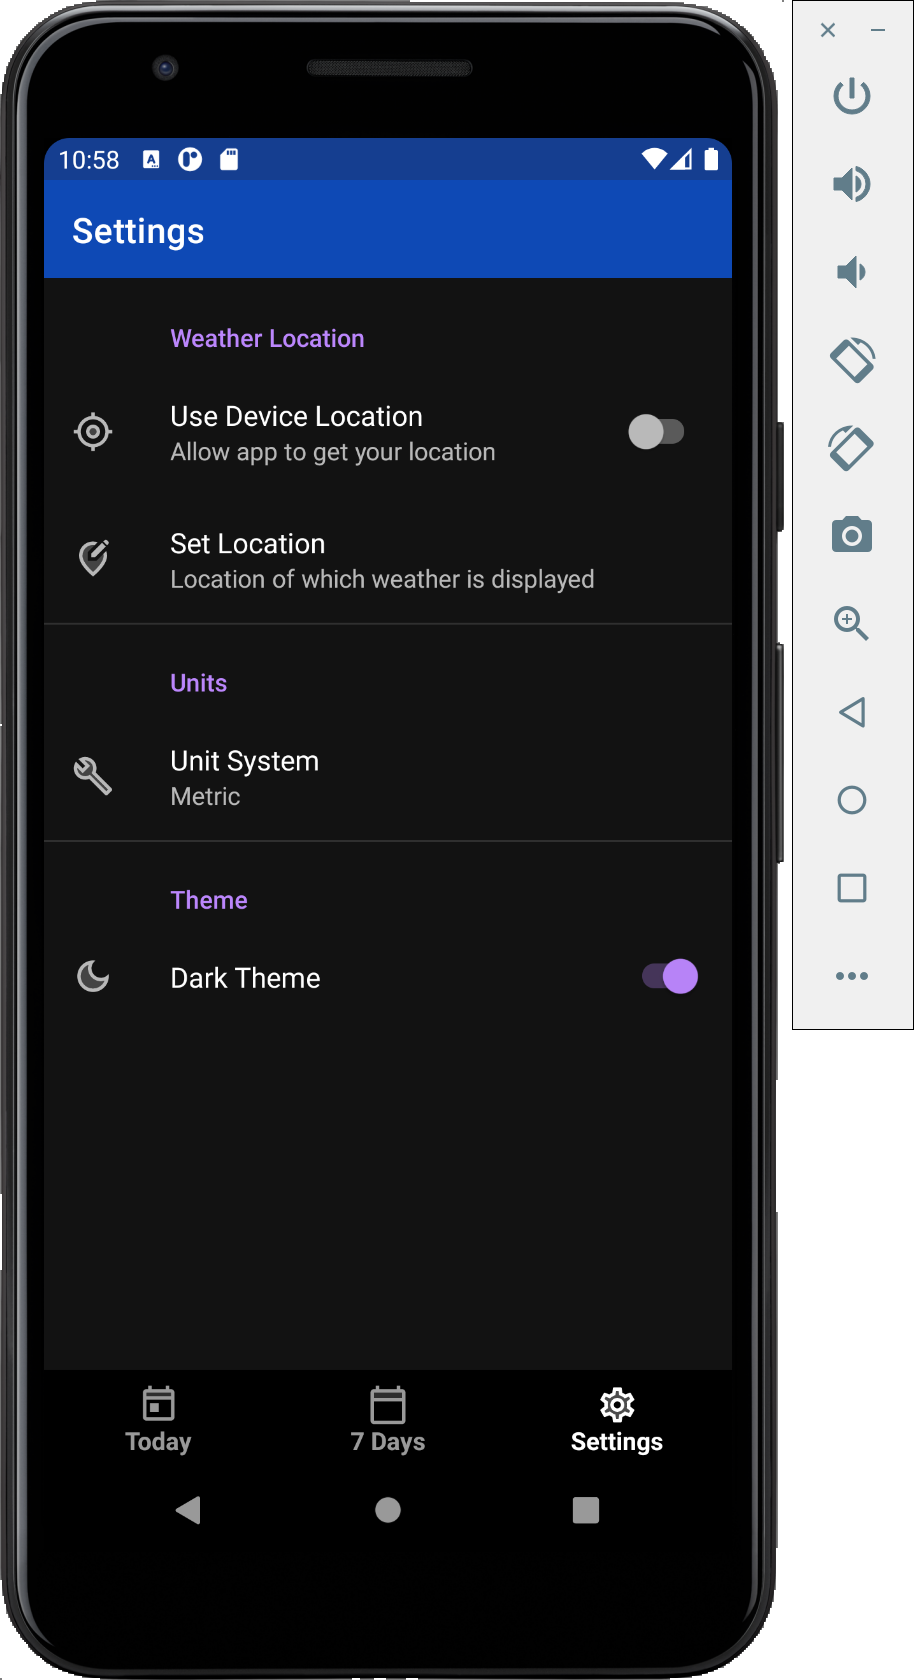 10:58
Settings
Weather Location
Use Device Location
Allow app to get your location
Set Location
Location of which weather is displayed
Units
Unit System
Metric
Theme
Dark Theme
Today
7 Days
Settings